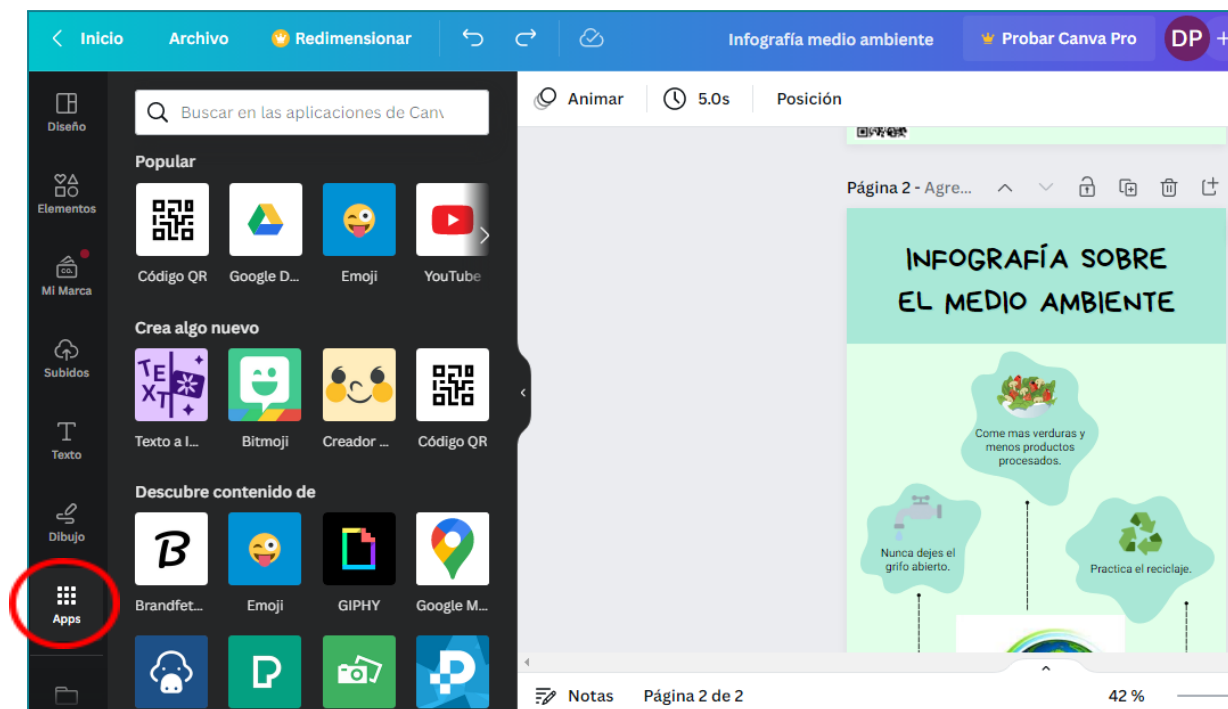 Inicio
Archivo
Redimensionar
Infografía medio ambiente
Probar Canva Pro
DP
+
Diseño
Elementos
CO.
Mi Marca
Subidos
Texto
Dibujo
Apps
Buscar en las aplicaciones de Can
Popular
Código QR
Google D...
Emoji
YouTube
Crea algo nuevo
TEXT
Texto a I...
Bitmoji
Creador ...
Código QR
Descubre contenido de
B
Brandfet...
Emoji
GIPHY
Google M...
P
P
Animar
5.0s
Posición
Página 2 - Agre...
INFOGRAFÍA SOBRE
EL MEDIO AMBIENTE
Come mas verduras y
menos productos
procesados.
Nunca dejes el
grifo abierto.
Practica el reciclaje.
Notas
Página 2 de 2
42 %